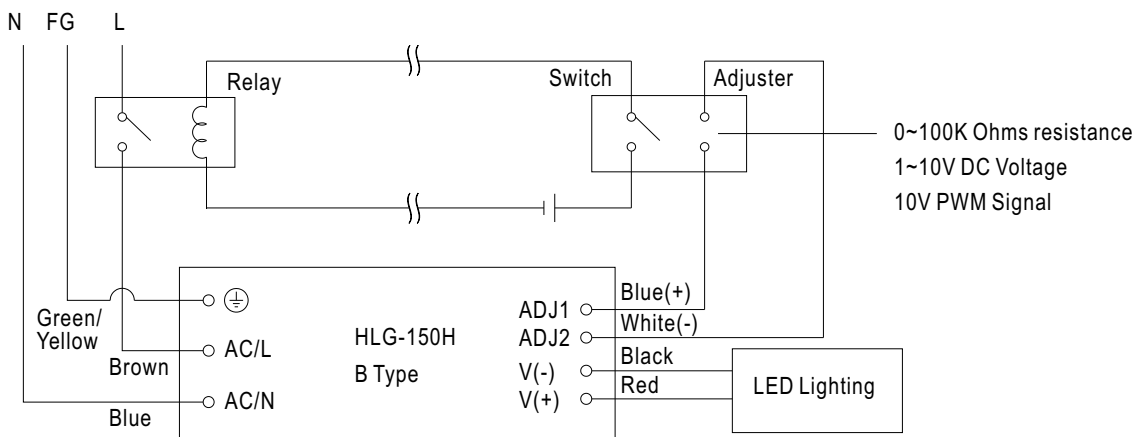 N FG L
Relay
Switch
Adjuster
0~100K Ohms resistance
1~10V DC Voltage
10V PWM Signal
Green/
Yellow
Brown
Blue
AC/L
AC/N
HLG-150H
B Type
ADJ1
ADJ2
V(-)
V(+)
Blue(+)
White(-)
Black
Red
LED Lighting